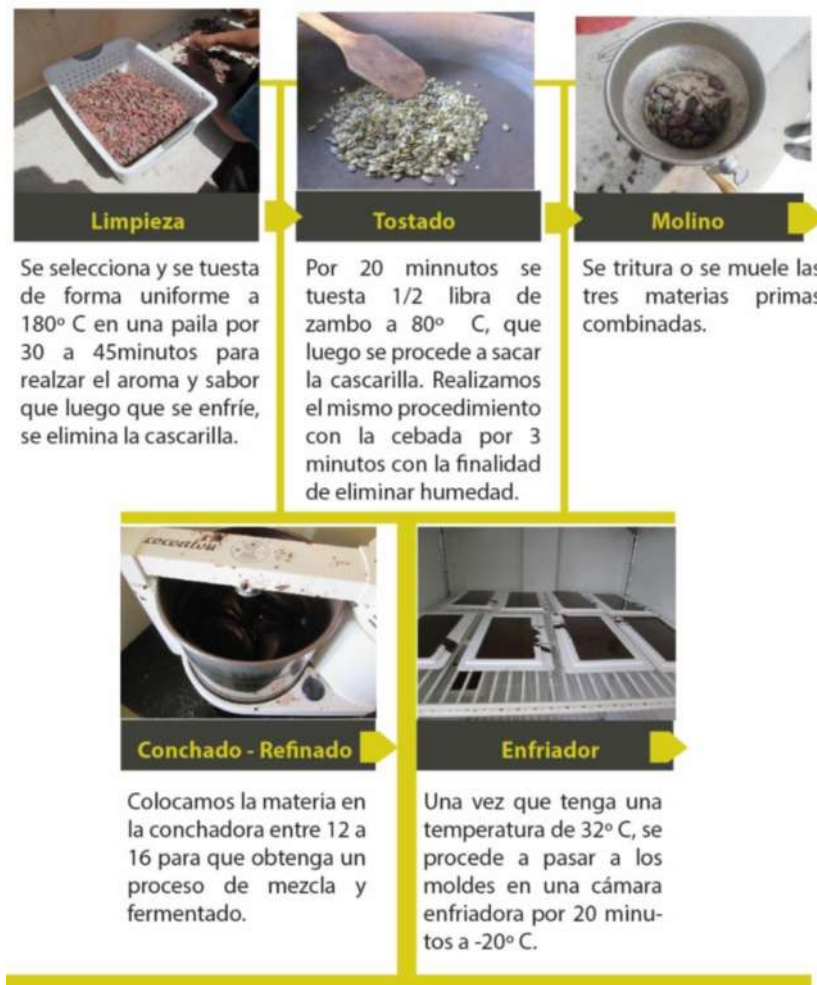 Limpieza
Se selecciona y se tuesta
de forma uniforme a
180º C en una paila por
30 a 45minutos para
realzar el aroma y sabor
que luego que se enfríe,
se elimina la cascarilla.
Tostado
Por 20 minnutos se
tuesta 1/2 libra de
zambo a 80º C, que
luego se procede a sacar
la cascarilla. Realizamos
el mismo procedimiento
con la cebada por 3
minutos con la finalidad
de eliminar humedad.
Molino
Se tritura o se muele las
tres materias primas
combinadas.
cocoatou
Conchado - Refinado
Colocamos la materia en
la conchadora entre 12 a
16 para que obtenga un
proceso de mezcla y
fermentado.
Enfriador
Una vez que tenga una
temperatura de 32º C, se
procede a pasar a los
moldes en una cámara
enfriadora por 20 minu-
tos a -20º C.